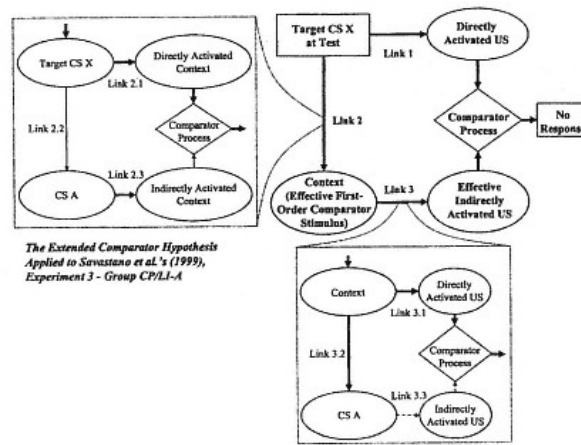 Target CS X
Directly Activated
Context
Link 2.1
Link 2.2
Comparator
Process
Link 2.3
CS A
Indirectly Activated
Context
The Extended Comparator Hypothesis
Applied to Savastano et al.'s (1999),
Experiment 3 - Group CP/LI-A
Target CS X
at Test
Link 1
Directly
Activated US
Link 2
Comparator
Process
No
Response
Context
(Effective First-
Order Comparator
Stimulus)
Link 3
Effective
Indirectly
Activated US
Context
Link 3.1
Directly
Activated US
Link 3.2
Comparator
Process
CS A
Link 3.3
Indirectly
Activated US